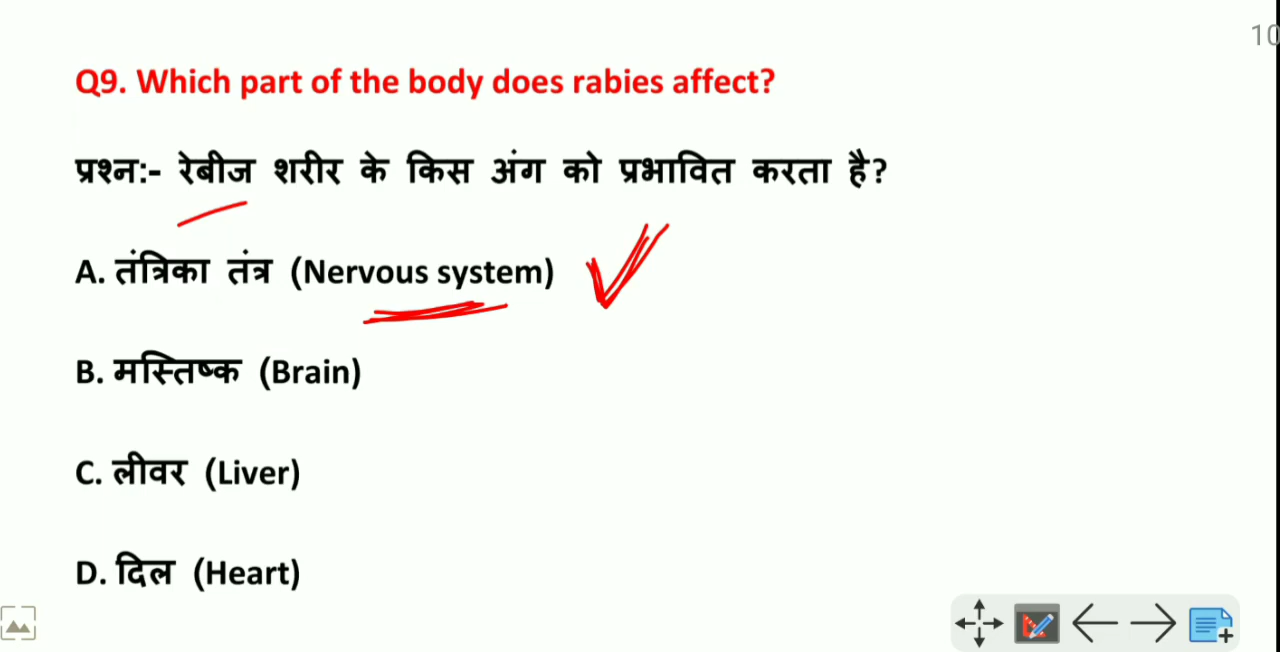 10
Q9. Which part of the body does rabies affect?
प्रश्न:- रेबीज शरीर के किस अंग को प्रभावित करता है?
A. तंत्रिका तंत्र (Nervous system)
B. मस्तिष्क (Brain)
C. लीवर (Liver)
D. दिल (Heart)